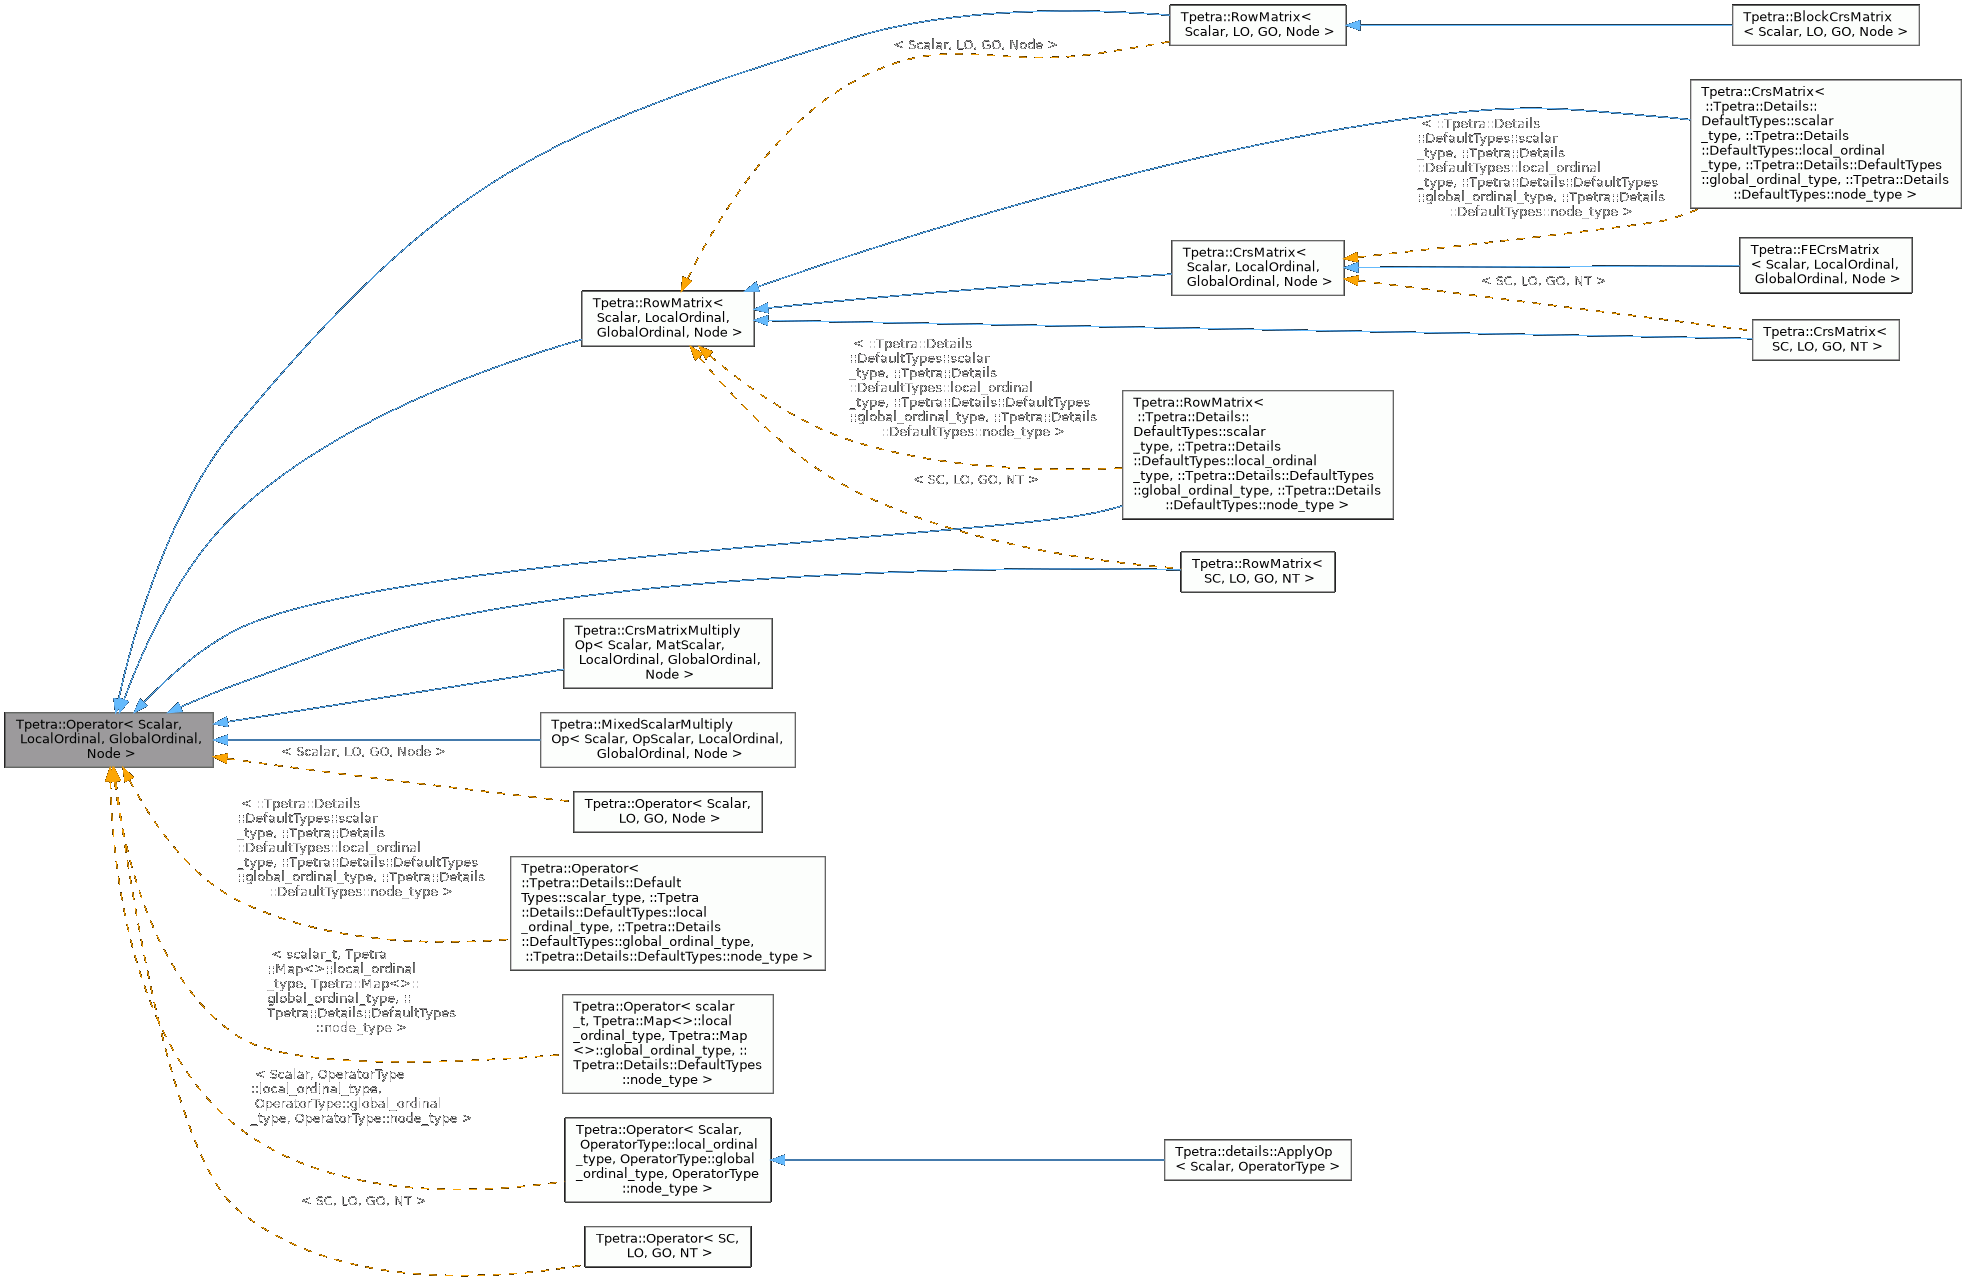 Tpetra::RowMatrix<
Scalar, LO, GO, Node >
Tpetra::BlockCrsMatrix
< Scalar, LO, GO, Node >
< Scalar, LO, GO, Node >
Tpetra::CrsMatrix<
::Tpetra::Details::
DefaultTypes::scalar
_type, ::Tpetra::Details
::DefaultTypes::local_ordinal
_type, ::Tpetra::Details::DefaultTypes
::global_ordinal_type, ::Tpetra::Details
::DefaultTypes::node_type >
< ::Tpetra::Details
::DefaultTypes::scalar
_type, ::Tpetra::Details
::DefaultTypes::local_ordinal
_type, ::Tpetra::Details::DefaultTypes
::global_ordinal_type, ::Tpetra::Details
::DefaultTypes::node_type >
Tpetra::CrsMatrix<
Scalar, LocalOrdinal,
GlobalOrdinal, Node >
Tpetra::FECrsMatrix
< Scalar, LocalOrdinal,
GlobalOrdinal, Node >
< SC, LO, GO, NT >
Tpetra::RowMatrix<
Scalar, LocalOrdinal,
GlobalOrdinal, Node >
Tpetra::CrsMatrix<
SC, LO, GO, NT >
< ::Tpetra::Details
::DefaultTypes::scalar
_type, ::Tpetra::Details
::DefaultTypes::local_ordinal
_type, ::Tpetra::Details::DefaultTypes
::global_ordinal_type, ::Tpetra::Details
::DefaultTypes::node_type >
Tpetra::RowMatrix<
::Tpetra::Details::
DefaultTypes::scalar
_type, ::Tpetra::Details
::DefaultTypes::local_ordinal
_type, ::Tpetra::Details::DefaultTypes
::global_ordinal_type, ::Tpetra::Details
::DefaultTypes::node_type >
< SC, LO, GO, NT >
Tpetra::RowMatrix<
SC, LO, GO, NT >
Tpetra::CrsMatrixMultiply
Op< Scalar, MatScalar,
LocalOrdinal, GlobalOrdinal,
Node >
Tpetra::Operator< Scalar,
LocalOrdinal, GlobalOrdinal,
Node >
Tpetra::MixedScalarMultiply
Op< Scalar, OpScalar, LocalOrdinal,
GlobalOrdinal, Node >
< Scalar, LO, GO, Node >
Tpetra::Operator< Scalar,
LO, GO, Node >
< ::Tpetra::Details
::DefaultTypes::scalar
_type, ::Tpetra::Details
::DefaultTypes::local_ordinal
_type, ::Tpetra::Details::DefaultTypes
::global_ordinal_type, ::Tpetra::Details
::DefaultTypes::node_type >
Tpetra::Operator<
::Tpetra::Details::Default
Types::scalar_type, ::Tpetra
::Details::DefaultTypes::local
_ordinal_type, ::Tpetra::Details
::DefaultTypes::global_ordinal_type,
::Tpetra::Details::DefaultTypes::node_type >
< scalar_t, Tpetra
::Map<>::local_ordinal
_type, Tpetra::Map<>::
global_ordinal_type, ::
Tpetra::Details::DefaultTypes
::node_type >
Tpetra::Operator< scalar
_t, Tpetra::Map<>::local
_ordinal_type, Tpetra::Map
<>::global_ordinal_type, ::
Tpetra::Details::DefaultTypes
::node_type >
< Scalar, OperatorType
::local_ordinal_type,
OperatorType::global_ordinal
_type, OperatorType::node_type >
Tpetra::Operator< Scalar,
OperatorType::local_ordinal
_type, OperatorType::global
_ordinal_type, OperatorType
::node_type >
Tpetra::details::ApplyOp
< Scalar, OperatorType >
< SC, LO, GO, NT >
Tpetra::Operator< SC,
LO, GO, NT >